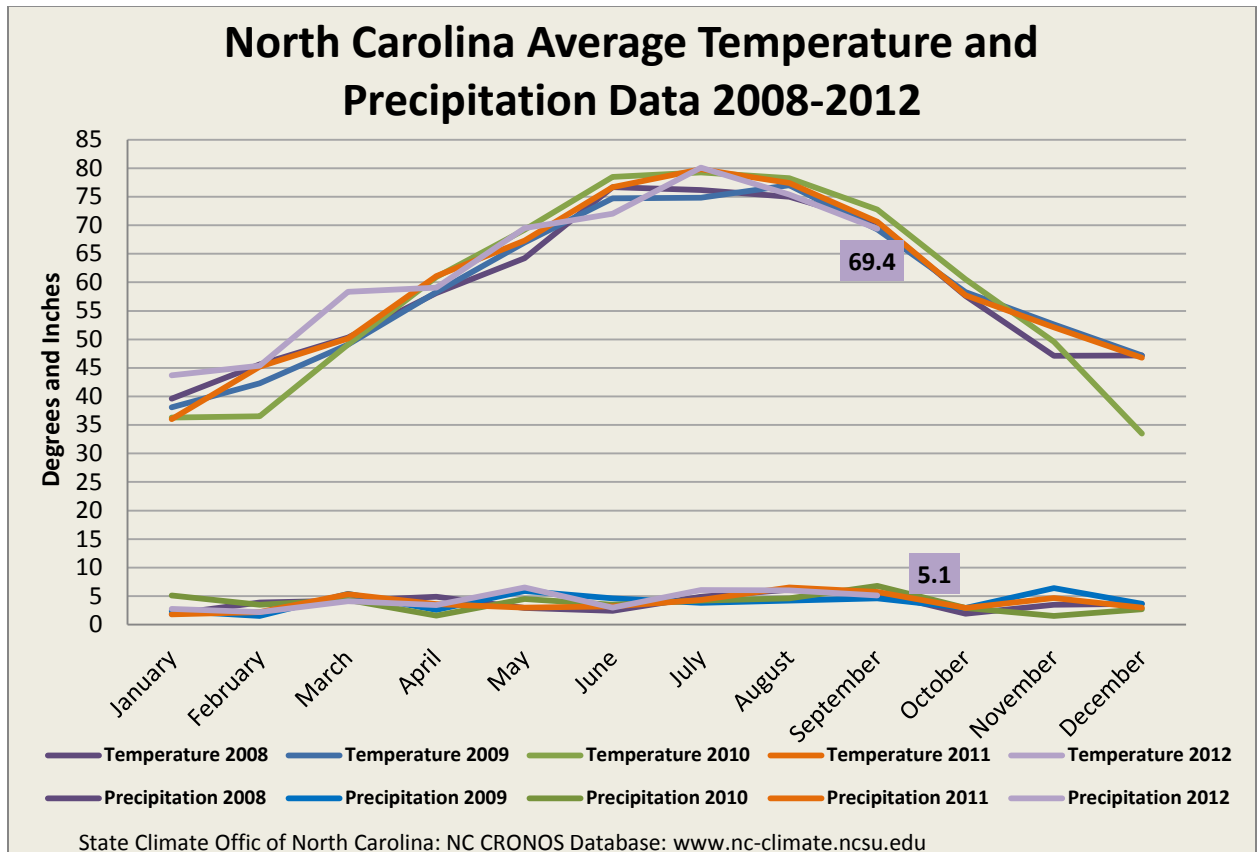 North Carolina Average Temperature and
Precipitation Data 2008-2012
Degrees and Inches
85
80
75
70
65
60
55
50
45
40
35
30
25
20
15
10
5
0
69.4
5.1
January
February
March
April
May
June
July
August
September
October
November
December
Temperature 2008
Temperature 2009
Temperature 2010
Temperature 2011
Temperature 2012
Precipitation 2008
Precipitation 2009
Precipitation 2010
Precipitation 2011
Precipitation 2012
State Climate Offic of North Carolina: NC CRONOS Database: www.nc-climate.ncsu.edu